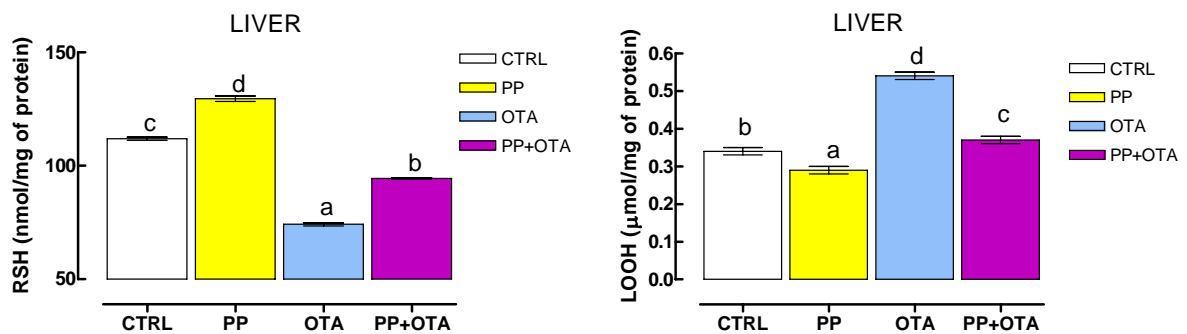 LIVER
RSH (nmol/mg of protein)
150
100
50
c
d
a
b
CTRL
PP
OTA
PP+OTA
CTRL PP OTA PP+OTA
LIVER
LOOH (μmol/mg of protein)
0.6
0.5
0.4
0.3
0.2
0.1
0.0
b
a
d
c
CTRL
PP
OTA
PP+OTA
CTRL PP OTA PP+OTA